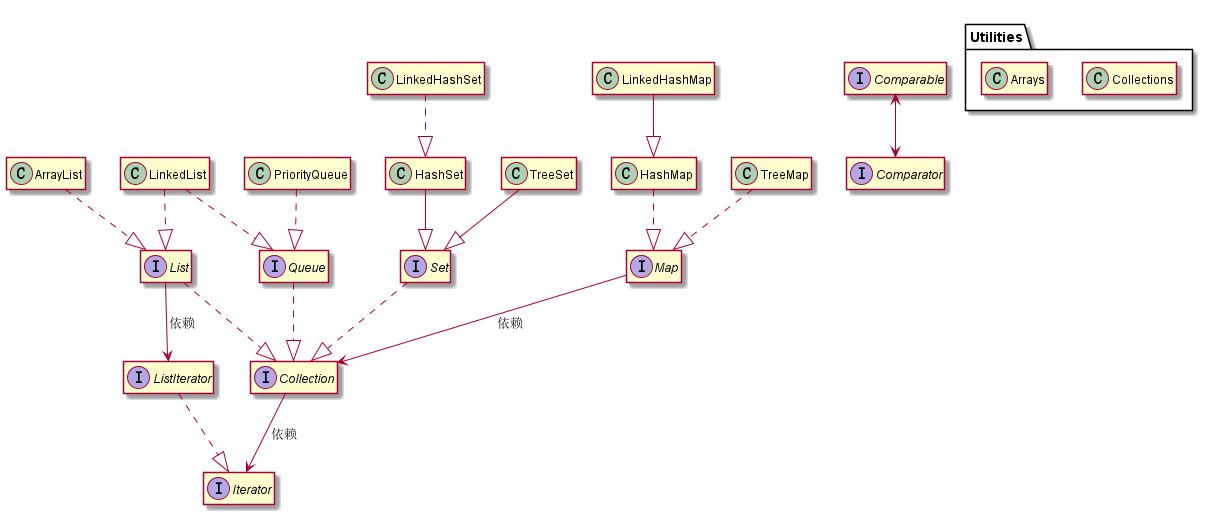 Utilities
C LinkedHashSet
C LinkedHashMap
I Comparable
C Arrays
C Collections
C ArrayList
C LinkedList
C PriorityQueue
C HashSet
C TreeSet
C HashMap
C TreeMap
I Comparator
I List
I Queue
I Set
I Map
依赖
依赖
I ListIterator
I Collection
依赖
I Iterator